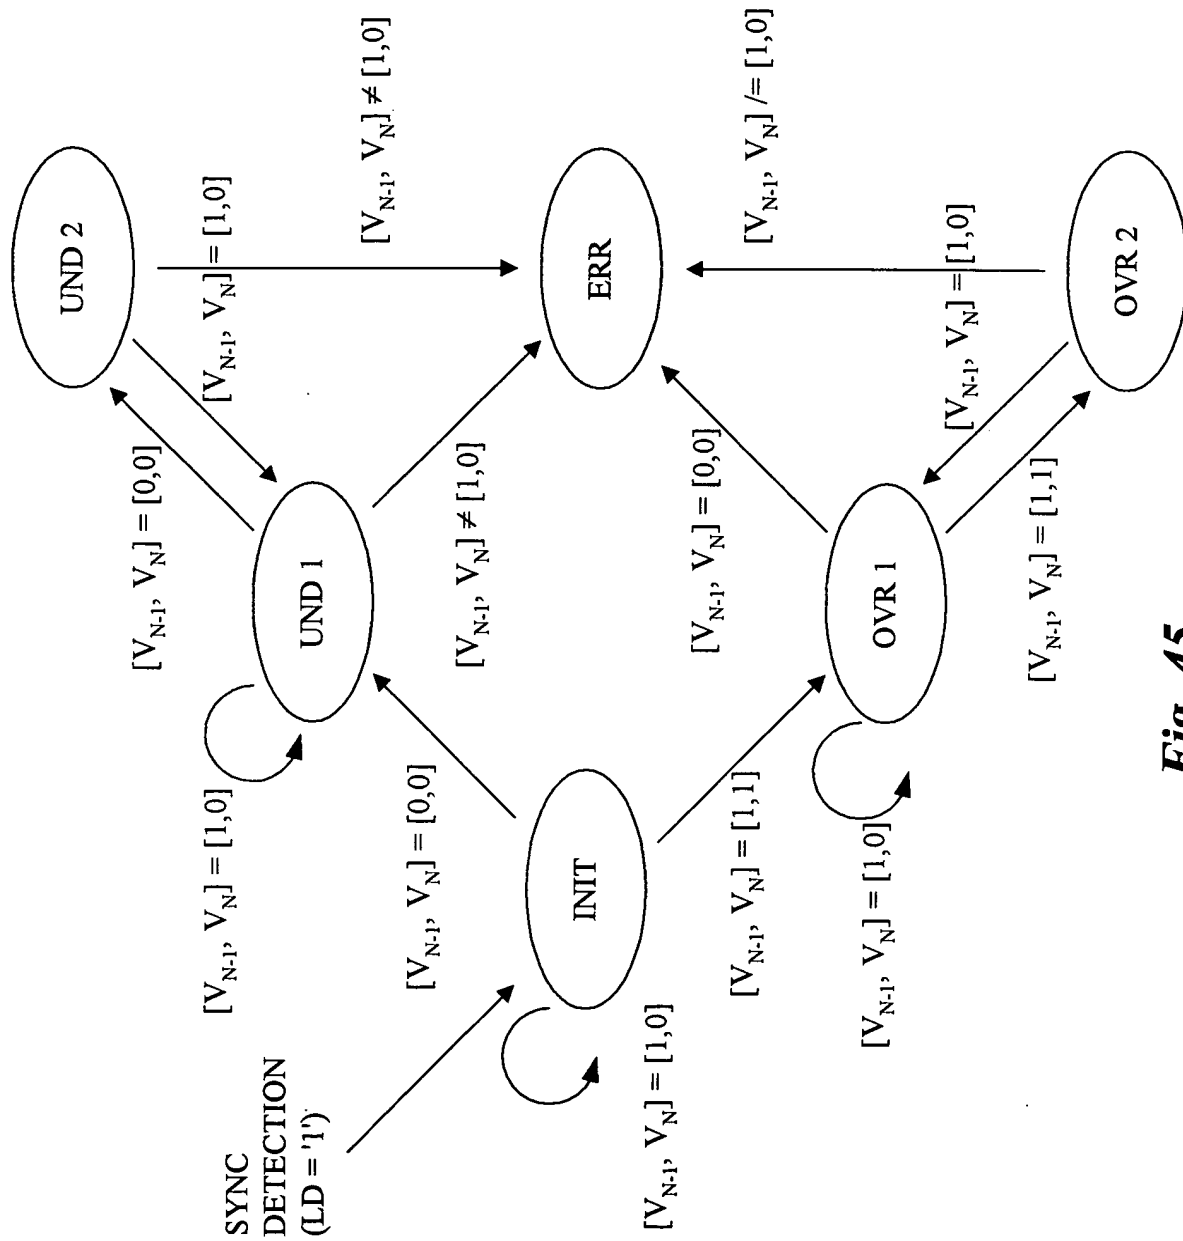 SYNC
DETECTION
(LD = '1')
[V_{N-1}, V_N] = [1,0]
INIT
[V_{N-1}, V_N] = [0,0]
[V_{N-1}, V_N] = [1,1]
[V_{N-1}, V_N] = [1,0]
UND 1
[V_{N-1}, V_N] = [0,0]
[V_{N-1}, V_N] ≠ [1,0]
UND 2
[V_{N-1}, V_N] = [1,0]
[V_{N-1}, V_N] ≠ [1,0]
ERR
[V_{N-1}, V_N] /= [1,0]
[V_{N-1}, V_N] = [0,0]
OVR 1
[V_{N-1}, V_N] = [1,0]
[V_{N-1}, V_N] = [1,1]
[V_{N-1}, V_N] = [1,0]
OVR 2
Fig. 45